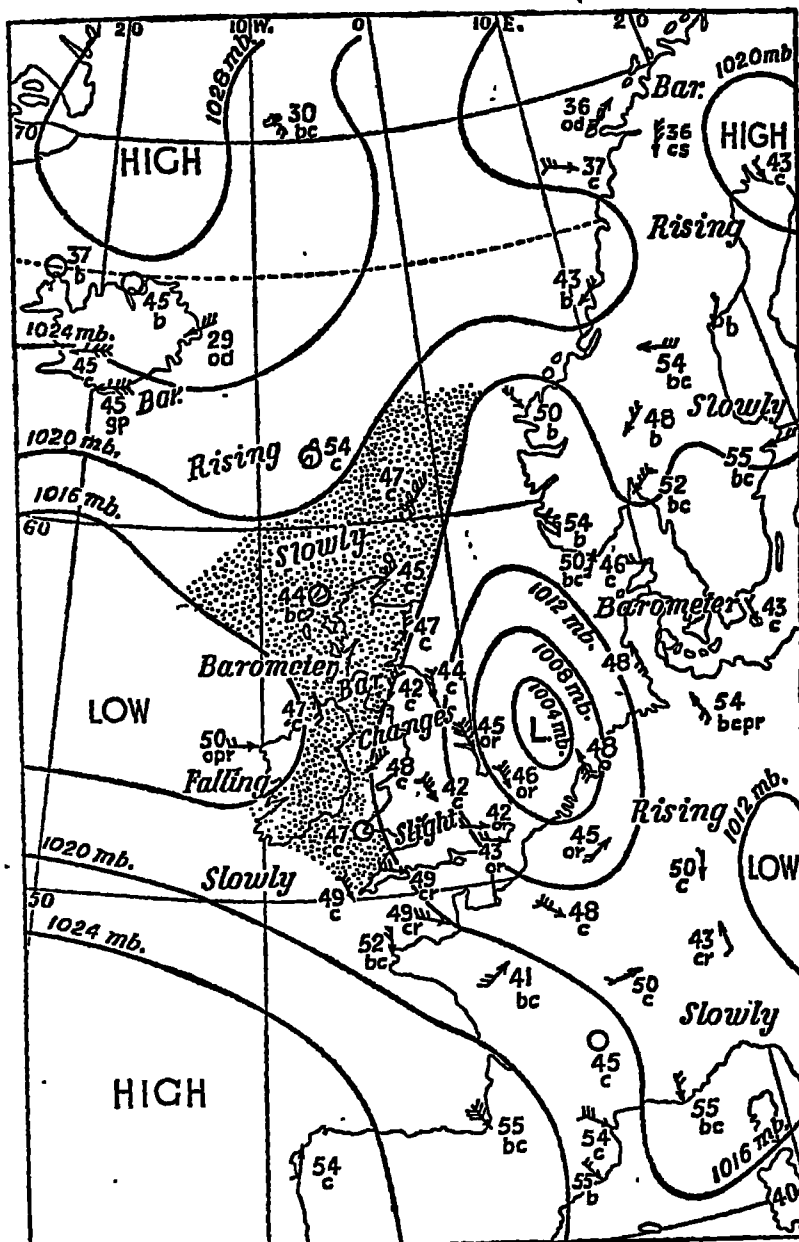 20
10 W.
0
10 E.
20
1028 mb.
1020 mb
Bar.
30
bc
36
od
36
cs
70
HIGH
HIGH
37
c
43
c
Rising
37
b
45
b
43
b
b
1024 mb.
29
od
45
c
54
bc
45
gp
Bar.
Slowly
50
b
48
b
1020 mb.
Rising
54
c
47
c
55
bc
52
bc
1016 mb.
60
54
b
Slowly
50
bc
46
c
45
c
44
bc
1012 mb.
Barometer
43
c
47
c
Barometer
1008 mb.
48
44
c
Bar.
42
c
1004 mb.
54
bcpr
LOW
47
c
Changes
L.
45
or
50
opr
48
o
48
c
46
or
Falling
42
c
1012 mb.
42
or
Rising
47
Slight
45
or
43
or
1020 mb.
Slowly
50
c
LOW
49
cr
50
49
c
49
cr
48
c
1024 mb.
52
bc
43
cr
41
bc
50
c
Slowly
45
c
HIGH
55
bc
54
c
55
bc
54
c
1016 mb.
55
b
40